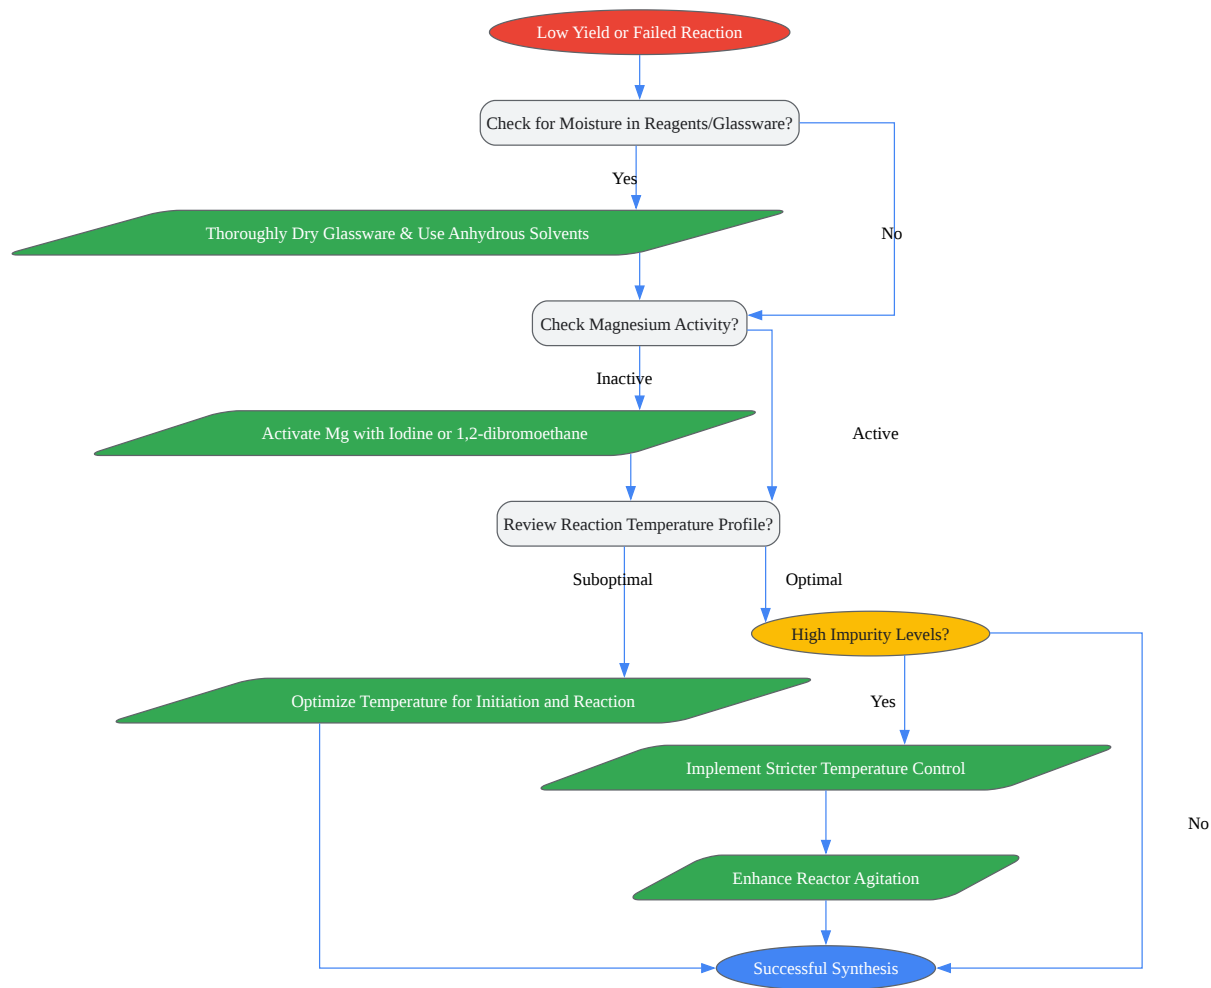 Low Yield or Failed Reaction
Check for Moisture in Reagents/Glassware?
Yes
Thoroughly Dry Glassware & Use Anhydrous Solvents
No
Check Magnesium Activity?
Inactive
Activate Mg with Iodine or 1,2-dibromoethane
Active
Review Reaction Temperature Profile?
Suboptimal
Optimal
High Impurity Levels?
Optimize Temperature for Initiation and Reaction
Yes
Implement Stricter Temperature Control
No
Enhance Reactor Agitation
Successful Synthesis